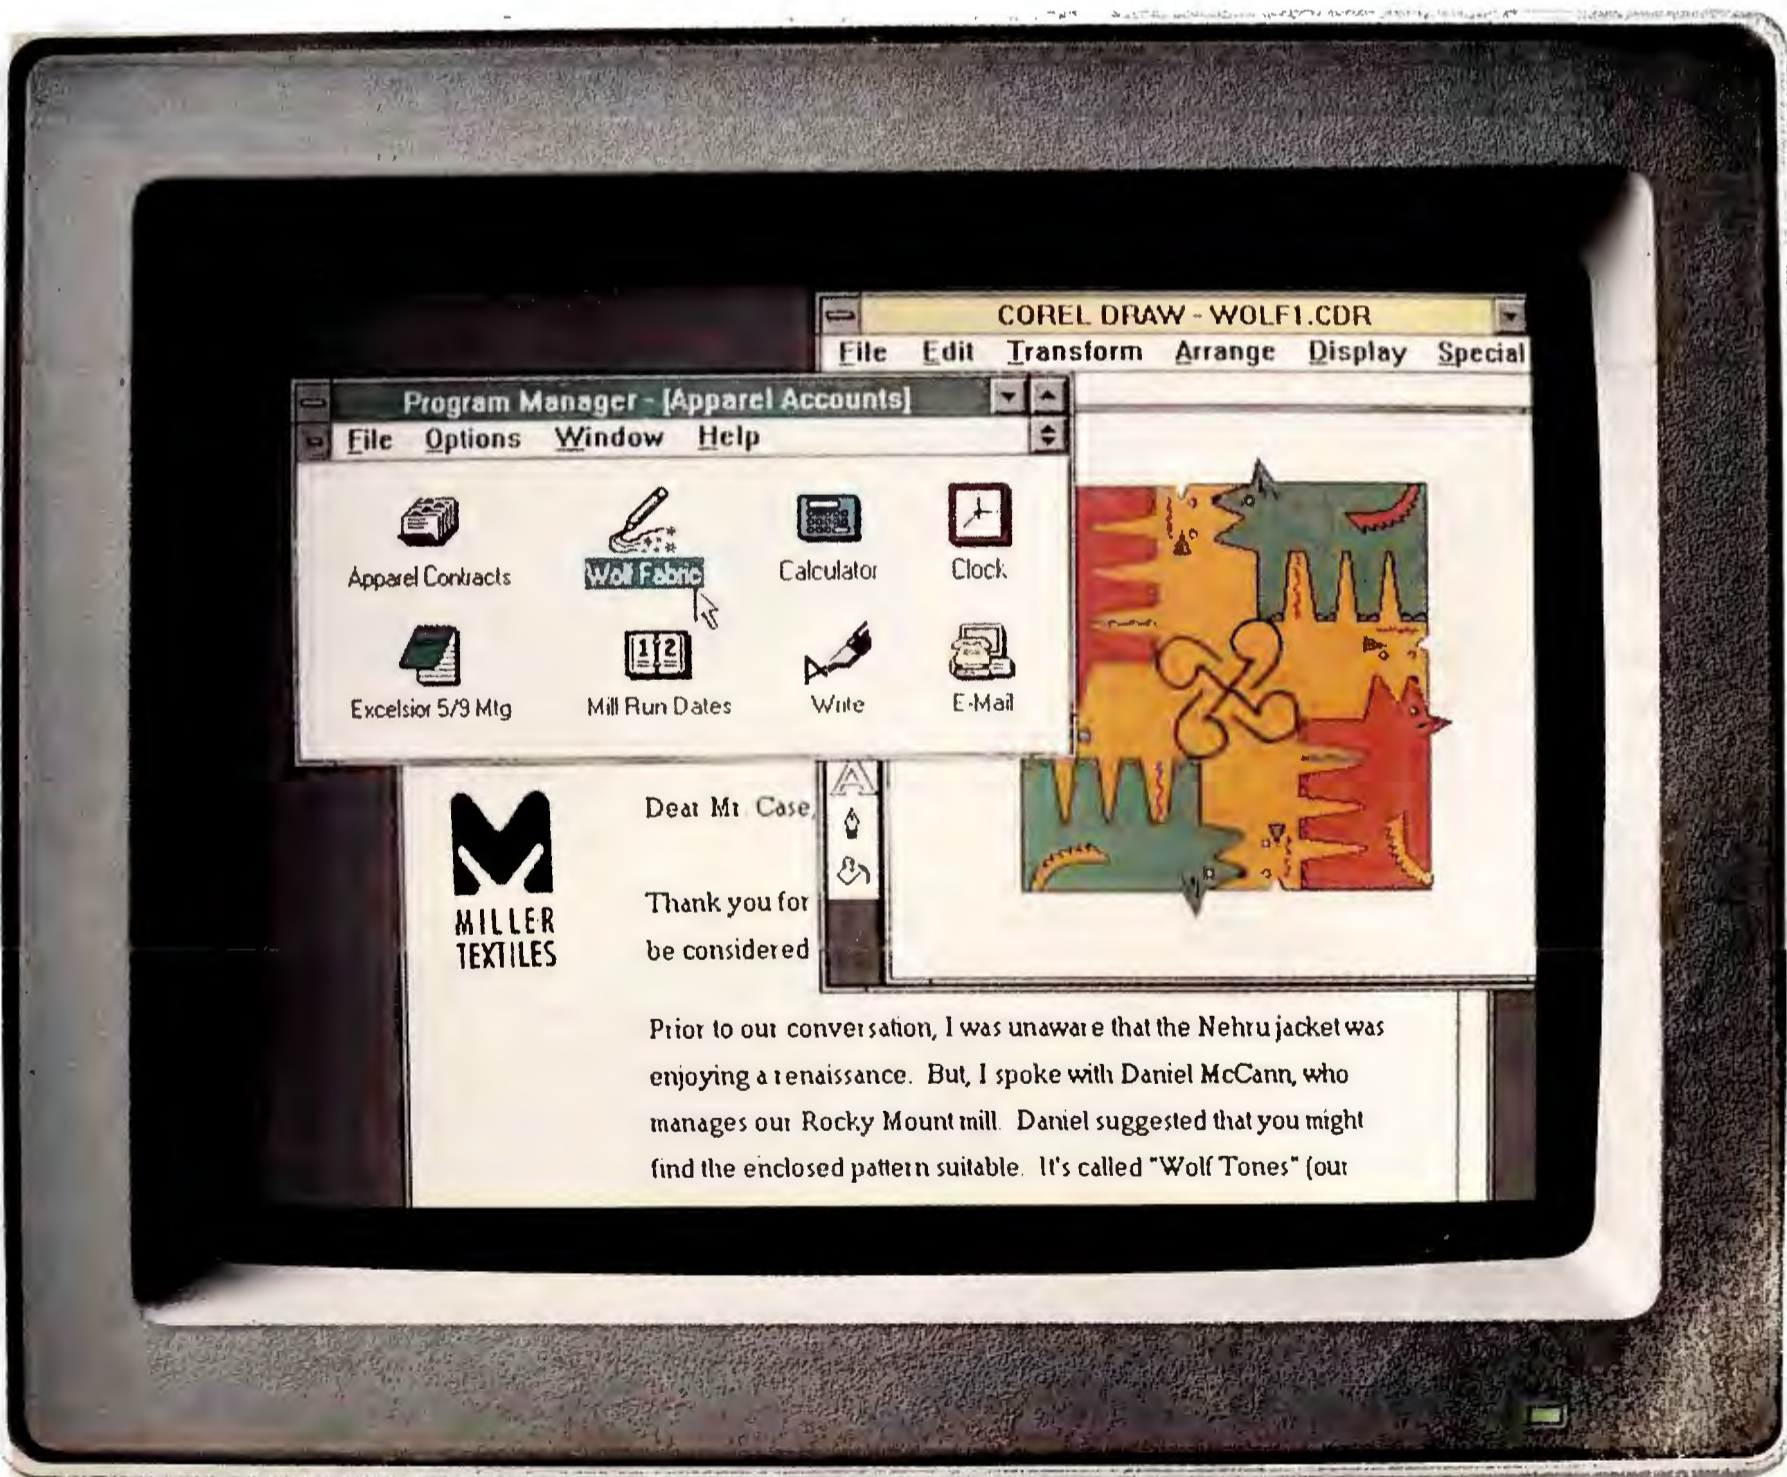 COREL DRAW - WOLF1.CDR
File Edit Transform Arrange Display Special
Program Manager - [Apparel Accounts]
File Options Window Help
Apparel Contracts
Wolf Fabric
Calculator
Clock
Excelsior 5/9 Mtg
12
Mill Run Dates
Write
E-Mail
A
M
MILLER
TEXTILES
Dear Mr. Case,
Thank you for
be considered
Prior to our conversation, I was unaware that the Nehru jacket was
enjoying a renaissance. But, I spoke with Daniel McCann, who
manages our Rocky Mount mill. Daniel suggested that you might
find the enclosed pattern suitable. It's called "Wolf Tones" (our